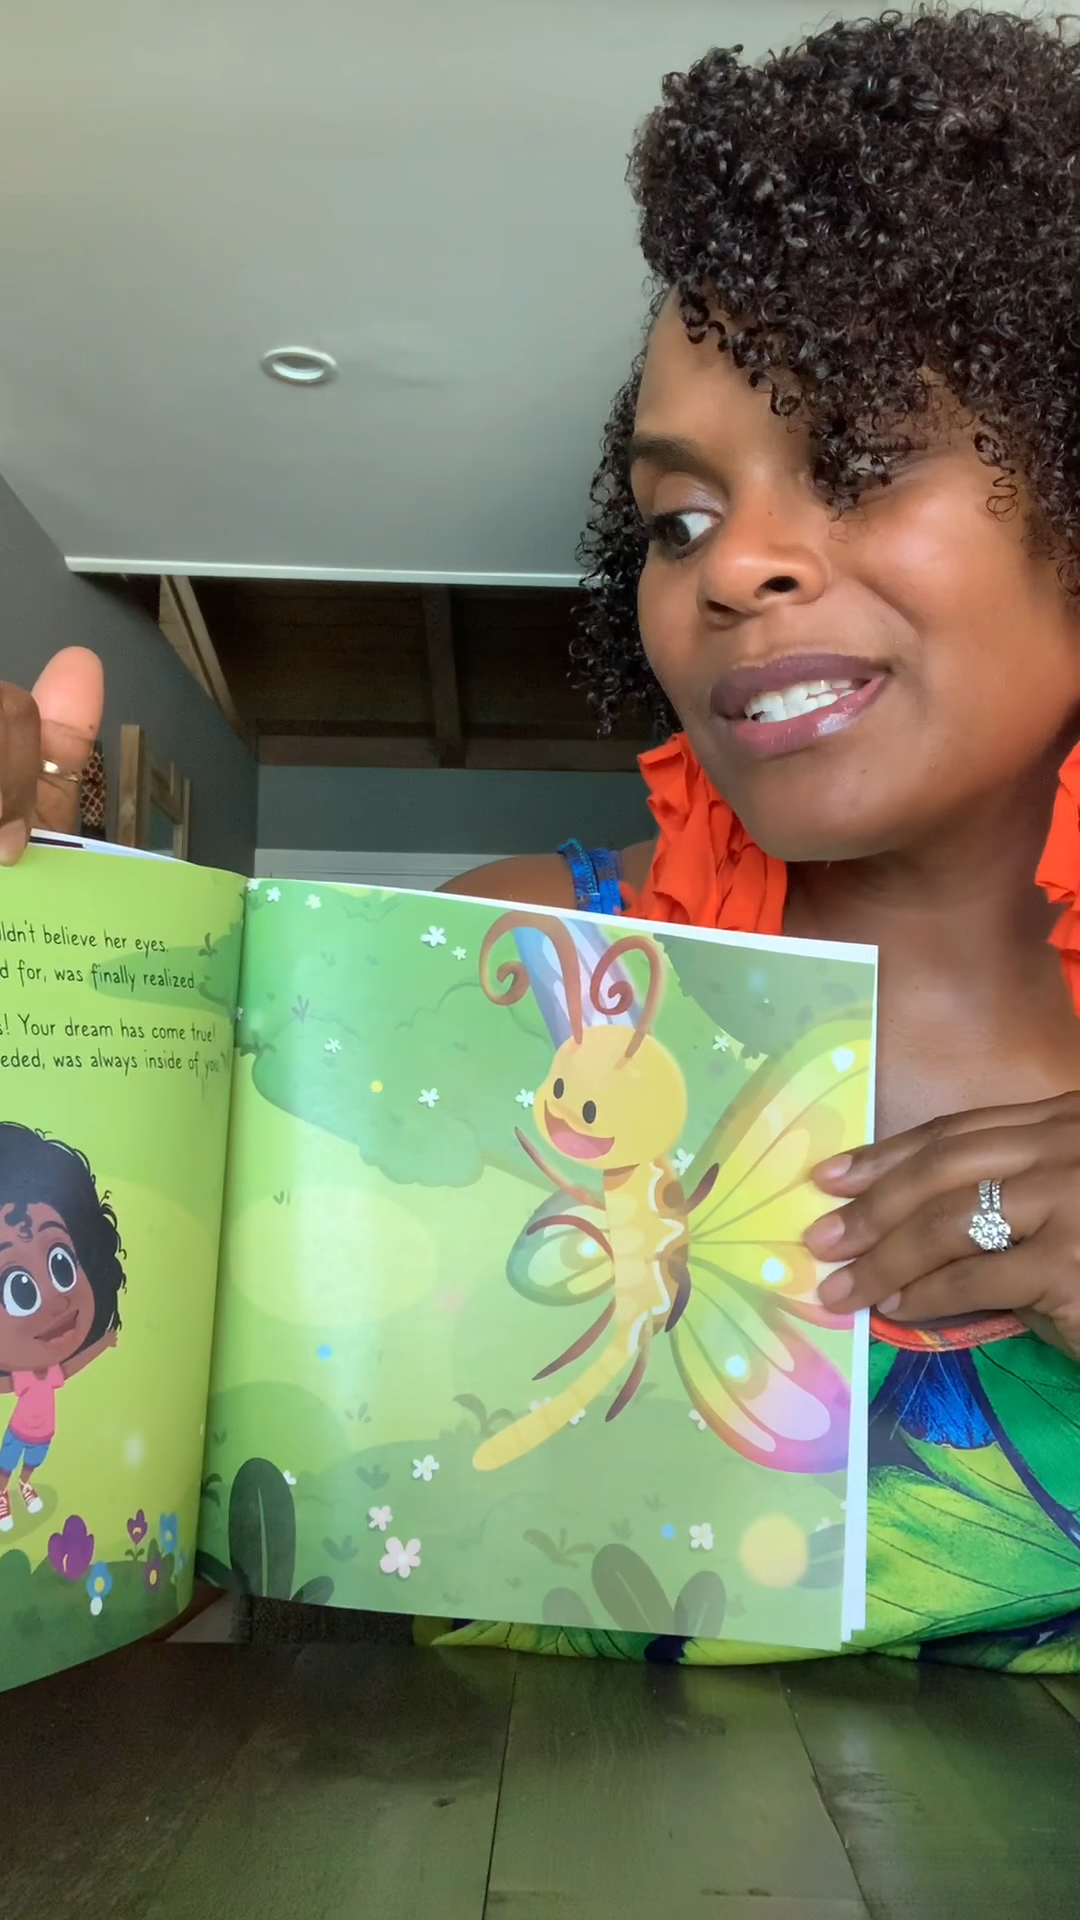 ldn't believe her eyes.
d for, was finally realized.
s! Your dream has come true!
eded, was always inside of you